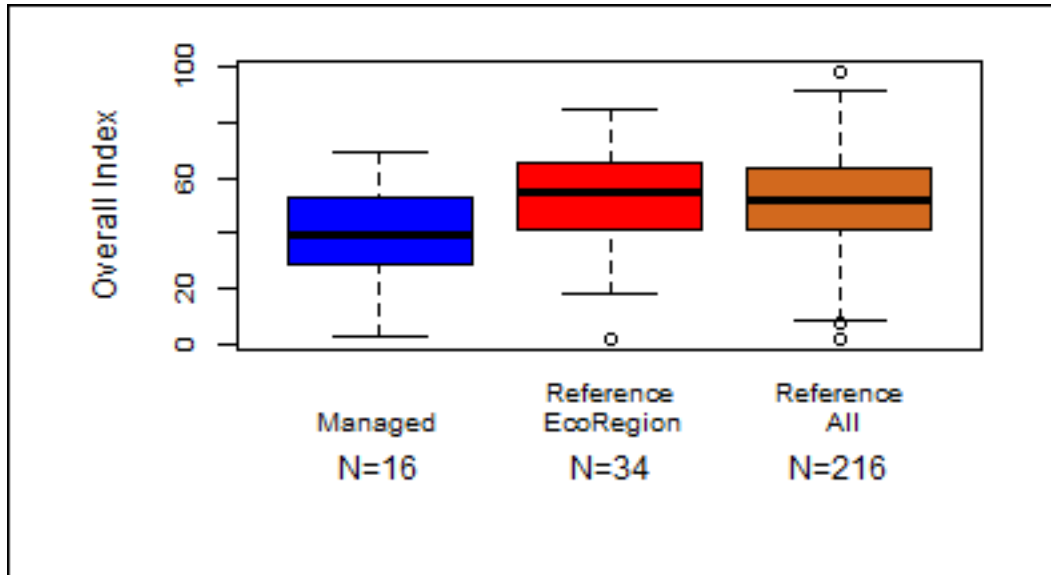 Overall Index
100
60
20
0
Reference Reference
Managed EcoRegion All
N=16 N=34 N=216